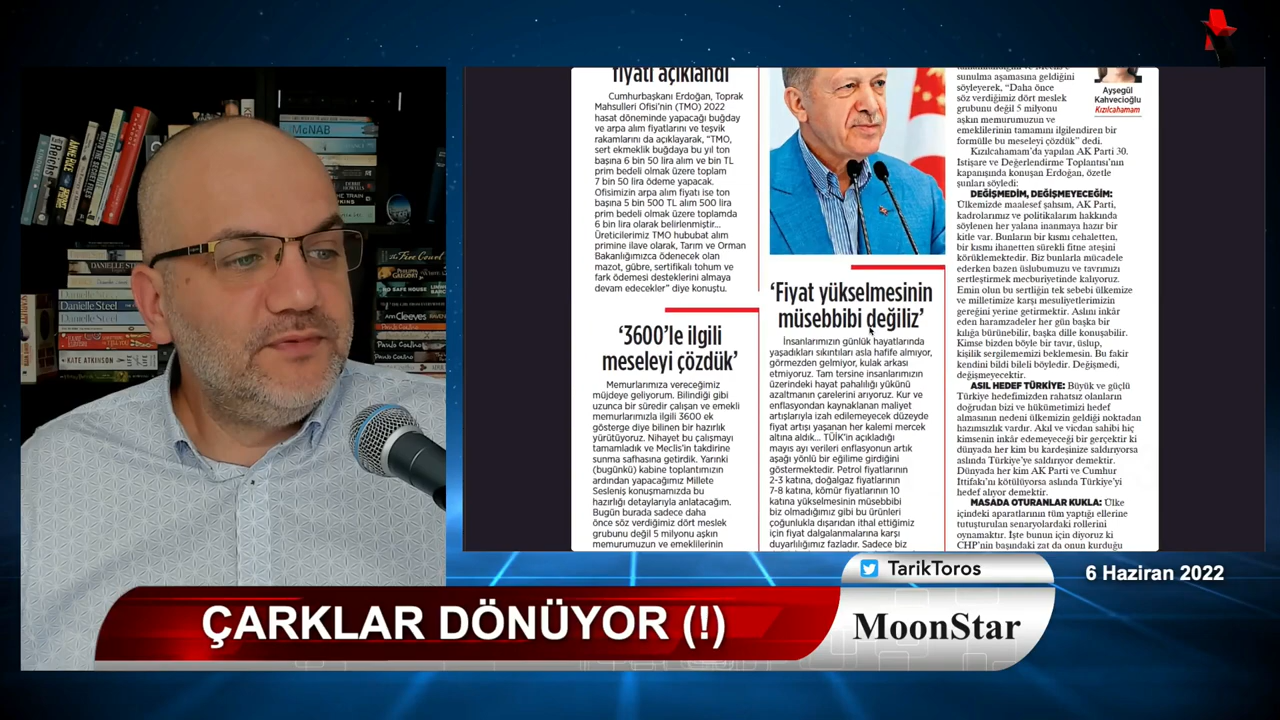 fiyatı açıklandı
Cumhurbaşkanı Erdoğan, Toprak
Mahsulleri Ofisi'nin (TMO) 2022
hasat döneminde yapacağı buğday
ve arpa alım fiyatlarını ve teşvik
rakamlarını da açıklayarak, “TMO,
sert ekmeklik buğdaya bu yıl ton
başına 6 bin 50 lira alım ve bin TL
prim bedeli olmak üzere toplam
7 bin 50 lira ödeme yapacak.
Ofisimizin arpa alım fiyatı ise ton
başına 5 bin 500 TL alım 500 lira
prim bedeli olmak üzere toplamda
6 bin lira olarak belirlenmiştir...
Üreticilerimiz TMO hububat alım
primine ilave olarak, Tarım ve Orman
Bakanlığımızca ödenecek olan
mazot, gübre, sertifikalı tohum ve
fark ödemesi desteklerini almaya
devam edecekler” diye konuştu.
‘3600’le ilgili
meseleyi çözdük’
Memurlarımıza vereceğimiz
müjdeye geliyorum. Bilindiği gibi
uzunca bir süredir çalışan ve emekli
memurlarımızla ilgili 3600 ek
gösterge diye bilinen bir hazırlık
yürütüyoruz. Nihayet bu çalışmayı
tamamladık ve Meclis'in takdirine
sunma safhasına getirdik. Yarınki
(bugünkü) kabine toplantımızın
ardından yapacağımız Millete
Sesleniş konuşmamızda bu
hazırlığı detaylarıyla anlatacağım.
Bugün burada sadece daha
önce söz verdiğimiz dört meslek
grubunu değil 5 milyonu aşkın
memurumuzun ve emeklilerinin
‘Fiyat yükselmesinin
müsebbibi değiliz’
İnsanlarımızın günlük hayatlarında
yaşadıkları sıkıntıları asla hafife almıyor,
görmezden gelmiyor, kulak arkası
etmiyoruz. Tam tersine insanlarımızın
üzerindeki hayat pahalılığı yükünü
azaltmanın çarelerini arıyoruz. Kur ve
enflasyondan kaynaklanan maliyet
artışlarıyla izah edilemeyecek düzeyde
fiyat artışı yaşanan her kalemi mercek
altına aldık... TÜİK'in açıkladığı
mayıs ayı verileri enflasyonun artık
aşağı yönlü bir eğilime girdiğini
göstermektedir. Petrol fiyatlarının
2-3 katına, doğalgaz fiyatlarının
7-8 katına, kömür fiyatlarının 10
katına yükselmesinin müsebbibi
biz olmadığımız gibi bu ürünleri
çoğunlukla dışarıdan ithal ettiğimiz
için fiyat dalgalanmalarına karşı
duyarlılığımız fazladır. Sadece biz
sunulma aşamasına geldiğini
söyleyerek, “Daha önce
söz verdiğimiz dört meslek
grubunu değil 5 milyonu
aşkın memurumuzun ve
emeklilerinin tamamını ilgilendiren bir
formülle bu meseleyi çözdük” dedi.
Ayşegül
Kahvecioğlu
Kızılcahamam
Kızılcahamam'da yapılan AK Parti 30.
İstişare ve Değerlendirme Toplantısı'nın
kapanışında konuşan Erdoğan, özetle
şunları söyledi:
DEĞİŞMEDİM, DEĞİŞMEYECEĞİM:
Ülkemizde maalesef şahsım, AK Parti,
kadrolarımız ve politikalarım hakkında
söylenen her yalana inanmaya hazır bir
kitle var. Bunların bir kısmı cehaletten,
bir kısmı ihanetten sürekli fitne ateşini
körüklemektedir. Biz bunlarla mücadele
ederken bazen üslubumuzu ve tavrımızı
sertleştirmek mecburiyetinde kalıyoruz.
Emin olun bu sertliğin tek sebebi ülkemize
ve milletimize karşı mesuliyetlerimizin
gereğini yerine getirmektir. Aslını inkâr
eden haramzadeler her gün başka bir
kılığa bürünebilir, başka dille konuşabilir.
Kimse bizden böyle bir tavır, üslup,
kişilik sergilememizi beklemesin. Bu fakir
kendini bildi bileli böyledir. Değişmedi,
değişmeyecektir.
ASIL HEDEF TÜRKİYE: Büyük ve güçlü
Türkiye hedefimizden rahatsız olanların
doğrudan bizi ve hükümetimizi hedef
almasının nedeni ülkemizin geldiği noktadan
hazımsızlık vardır. Akıl ve vicdan sahibi hiç
kimsenin inkâr edemeyeceği bir gerçektir ki
dünyada her kim bu kardeşinize saldırıyorsa
aslında Türkiye'ye saldırıyor demektir.
Dünyada her kim AK Parti ve Cumhur
İttifakı'nı kötülüyorsa aslında Türkiye'yi
hedef alıyor demektir.
MASADA OTURANLAR KUKLA: Ülke
içindeki aparatlarının tüm yaptığı ellerine
tutuşturulan senaryolardaki rollerini
oynamaktır. İşte bunun için diyoruz ki
CHP'nin başındaki zat da onun kurduğu
McNAB
DANIELLE STEEL
Danielle Steel
Danielle Steel
KATE ATKINSON
The Fire Court
SAFE HOUSE
AnnCleeves
Paulo Coelho
TarikToros
6 Haziran 2022
ÇARKLAR DÖNÜYOR (!)
MoonStar